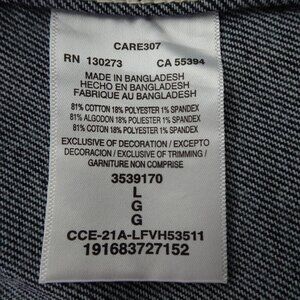 CARE307
RN 130273 CA 55394
MADE IN BANGLADESH
HECHO EN BANGLADESH
FABRIQUE AU BANGLADESH
81% COTTON 18% POLYESTER 1% SPANDEX
81% ALGODON 18% POLIESTER 1% SPANDEX
81% COTON 18% POLYESTER 1% SPANDEX
EXCLUSIVE OF DECORATION / EXCEPTO
DECORACION / EXCLUSIVE OF TRIMMING /
GARNITURE NON COMPRISE
3539170
L
G
G
CCE-21A-LFVH53511
191683727152